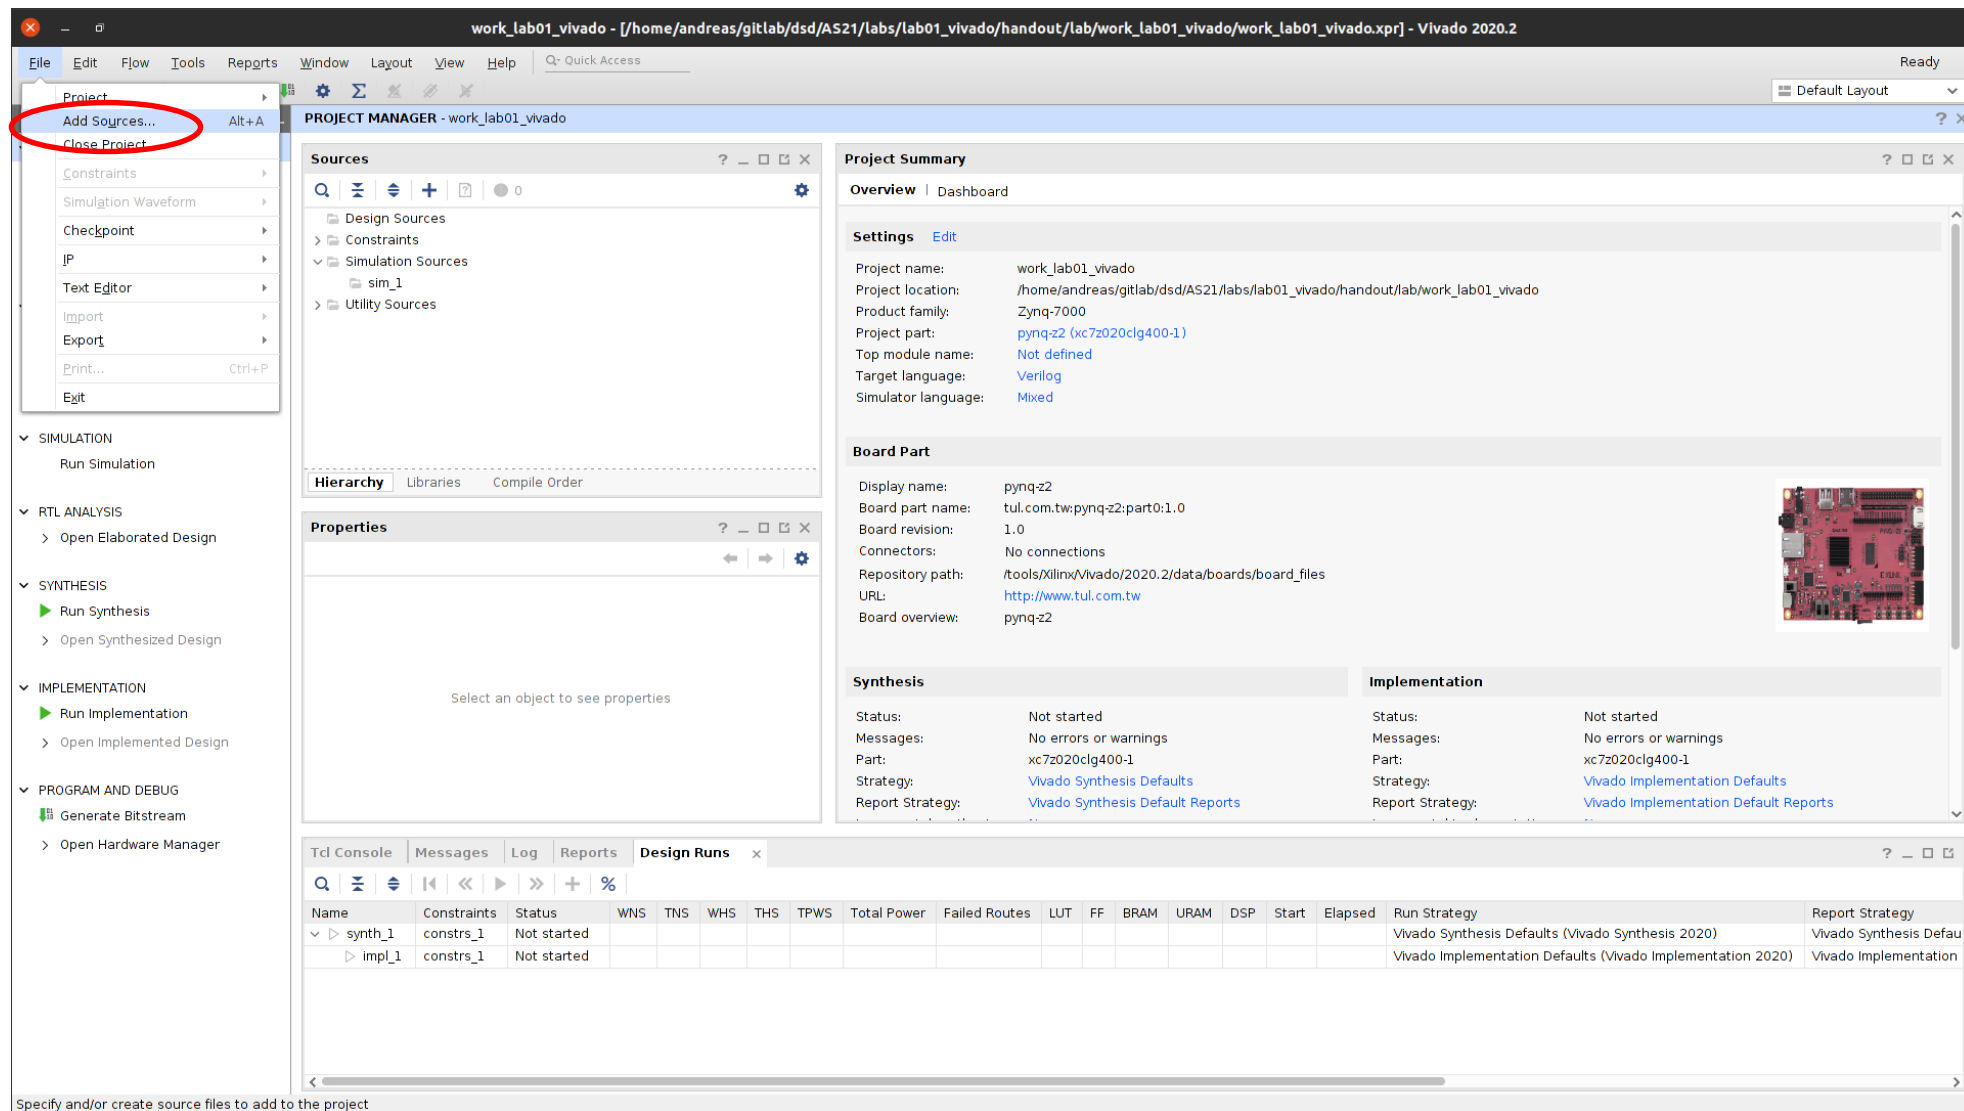 work_lab01_vivado - [/home/andreas/gitlab/dsd/AS21/labs/lab01_vivado/handout/lab/work_lab01_vivado/work_lab01_vivado.xpr] - Vivado 2020.2
File Edit Flow Tools Reports Window Layout View Help Quick Access Ready
Default Layout
Project
Add Sources... Alt+A
Close Project
Constraints
Simulation Waveform
Checkpoint
IP
Text Editor
Import
Export
Print... Ctrl+P
Exit
SIMULATION
Run Simulation
RTL ANALYSIS
Open Elaborated Design
SYNTHESIS
Run Synthesis
Open Synthesized Design
IMPLEMENTATION
Run Implementation
Open Implemented Design
PROGRAM AND DEBUG
Generate Bitstream
Open Hardware Manager
PROJECT MANAGER - work_lab01_vivado
Sources
0
Design Sources
Constraints
Simulation Sources
sim_1
Utility Sources
Hierarchy Libraries Compile Order
Properties
Select an object to see properties
Project Summary
Overview | Dashboard
Settings Edit
Project name: work_lab01_vivado
Project location: /home/andreas/gitlab/dsd/AS21/labs/lab01_vivado/handout/lab/work_lab01_vivado
Product family: Zynq-7000
Project part: pynq-z2 (xc7z020clg400-1)
Top module name: Not defined
Target language: Verilog
Simulator language: Mixed
Board Part
Display name: pynq-z2
Board part name: tul.com.tw:pynq-z2:part0:1.0
Board revision: 1.0
Connectors: No connections
Repository path: /tools/Xilinx/Vivado/2020.2/data/boards/board_files
URL: http://www.tul.com.tw
Board overview: pynq-z2
Synthesis
Status: Not started
Messages: No errors or warnings
Part: xc7z020clg400-1
Strategy: Vivado Synthesis Defaults
Report Strategy: Vivado Synthesis Default Reports
Implementation
Status: Not started
Messages: No errors or warnings
Part: xc7z020clg400-1
Strategy: Vivado Implementation Defaults
Report Strategy: Vivado Implementation Default Reports
Tcl Console Messages Log Reports Design Runs
Name Constraints Status WNS TNS WHS THS TPWS Total Power Failed Routes LUT FF BRAM URAM DSP Start Elapsed Run Strategy Report Strategy
synth_1 constrs_1 Not started Vivado Synthesis Defaults (Vivado Synthesis 2020) Vivado Synthesis Defau
impl_1 constrs_1 Not started Vivado Implementation Defaults (Vivado Implementation 2020) Vivado Implementation
Specify and/or create source files to add to the project